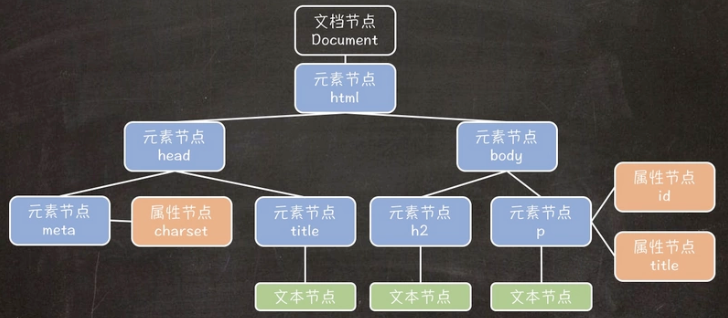 文档节点
Document
元素节点
html
元素节点
head
元素节点
body
元素节点
meta
属性节点
charset
元素节点
title
元素节点
h2
元素节点
p
属性节点
id
属性节点
title
文本节点
文本节点
文本节点